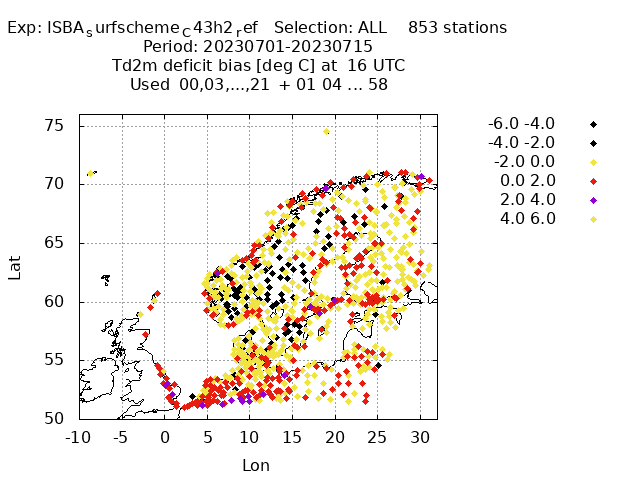 Exp: ISBAsurfschemeC43h2ref Selection: ALL 853 stations
Period: 20230701-20230715
Td2m deficit bias [deg C] at 16 UTC
Used 00,03,...,21 + 01 04 ... 58
-6.0 -4.0
-4.0 -2.0
-2.0 0.0
0.0 2.0
2.0 4.0
4.0 6.0
75
70
65
60
55
50
Lat
-10 -5 0 5 10 15 20 25 30
Lon